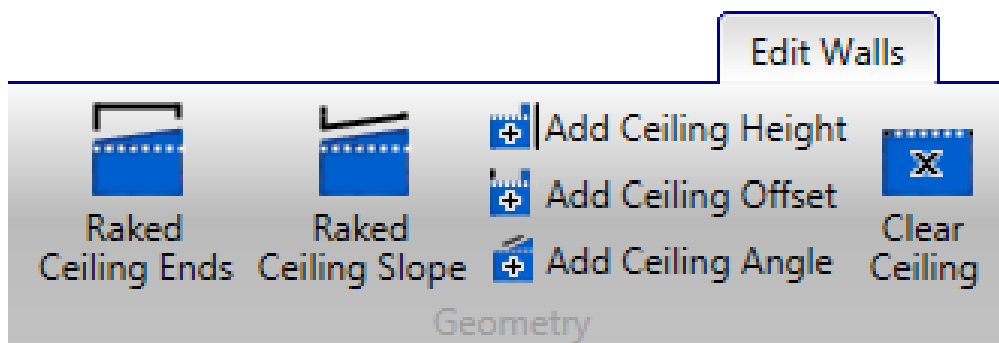 Edit Walls
Raked
Ceiling Ends
Raked
Ceiling Slope
Add Ceiling Height
Add Ceiling Offset
Add Ceiling Angle
Clear
Ceiling
Geometry